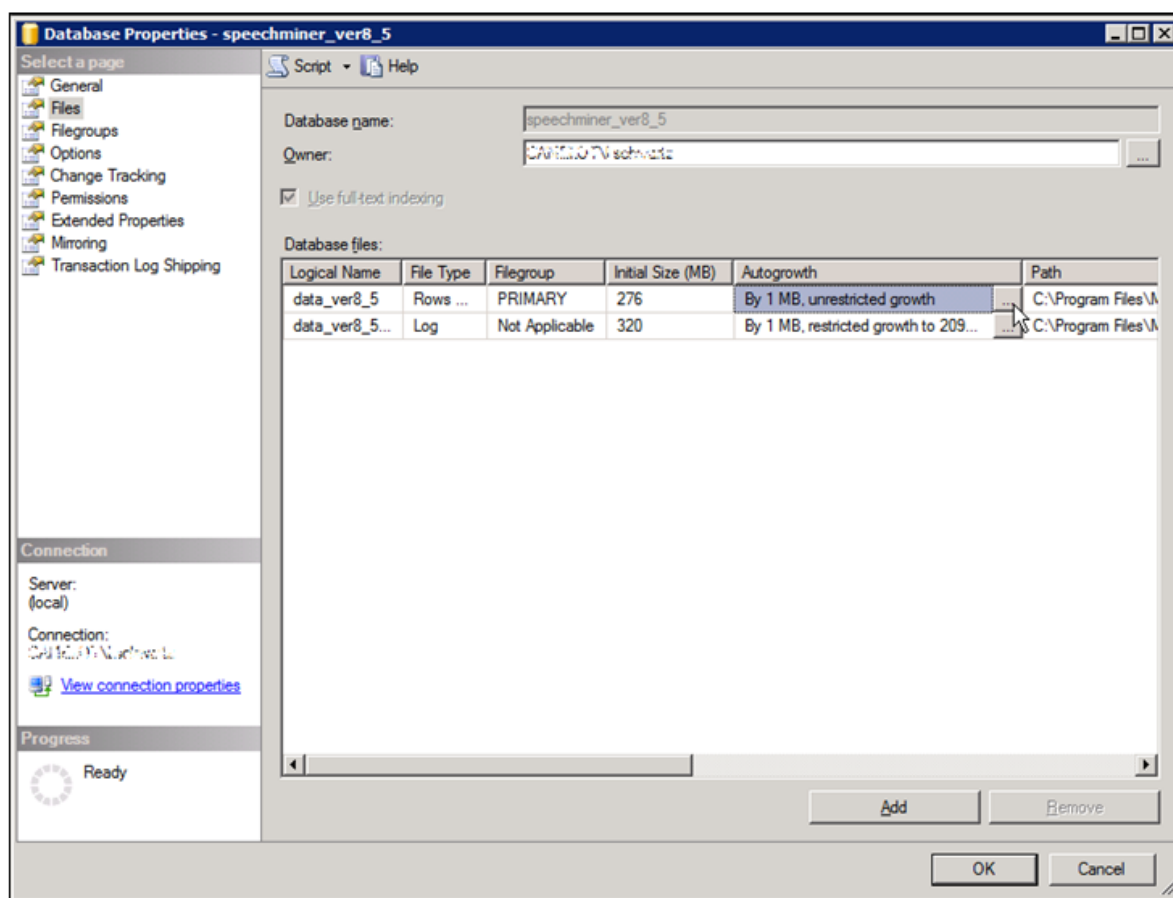 Database Properties - speechminer_ver8_5
Select a page
General
Files
Filegroups
Options
Change Tracking
Permissions
Extended Properties
Mirroring
Transaction Log Shipping
Connection
Server:
(local)
Connection:
View connection properties
Progress
Ready
Script Help
Database name: speechminer_ver8_5
Owner: ...
Use full-text indexing
Database files:
Logical Name File Type Filegroup Initial Size (MB) Autogrowth Path
data_ver8_5 Rows ... PRIMARY 276 By 1 MB, unrestricted growth ... C:\Program Files\M
data_ver8_5... Log Not Applicable 320 By 1 MB, restricted growth to 209... ... C:\Program Files\M
Add Remove
OK Cancel